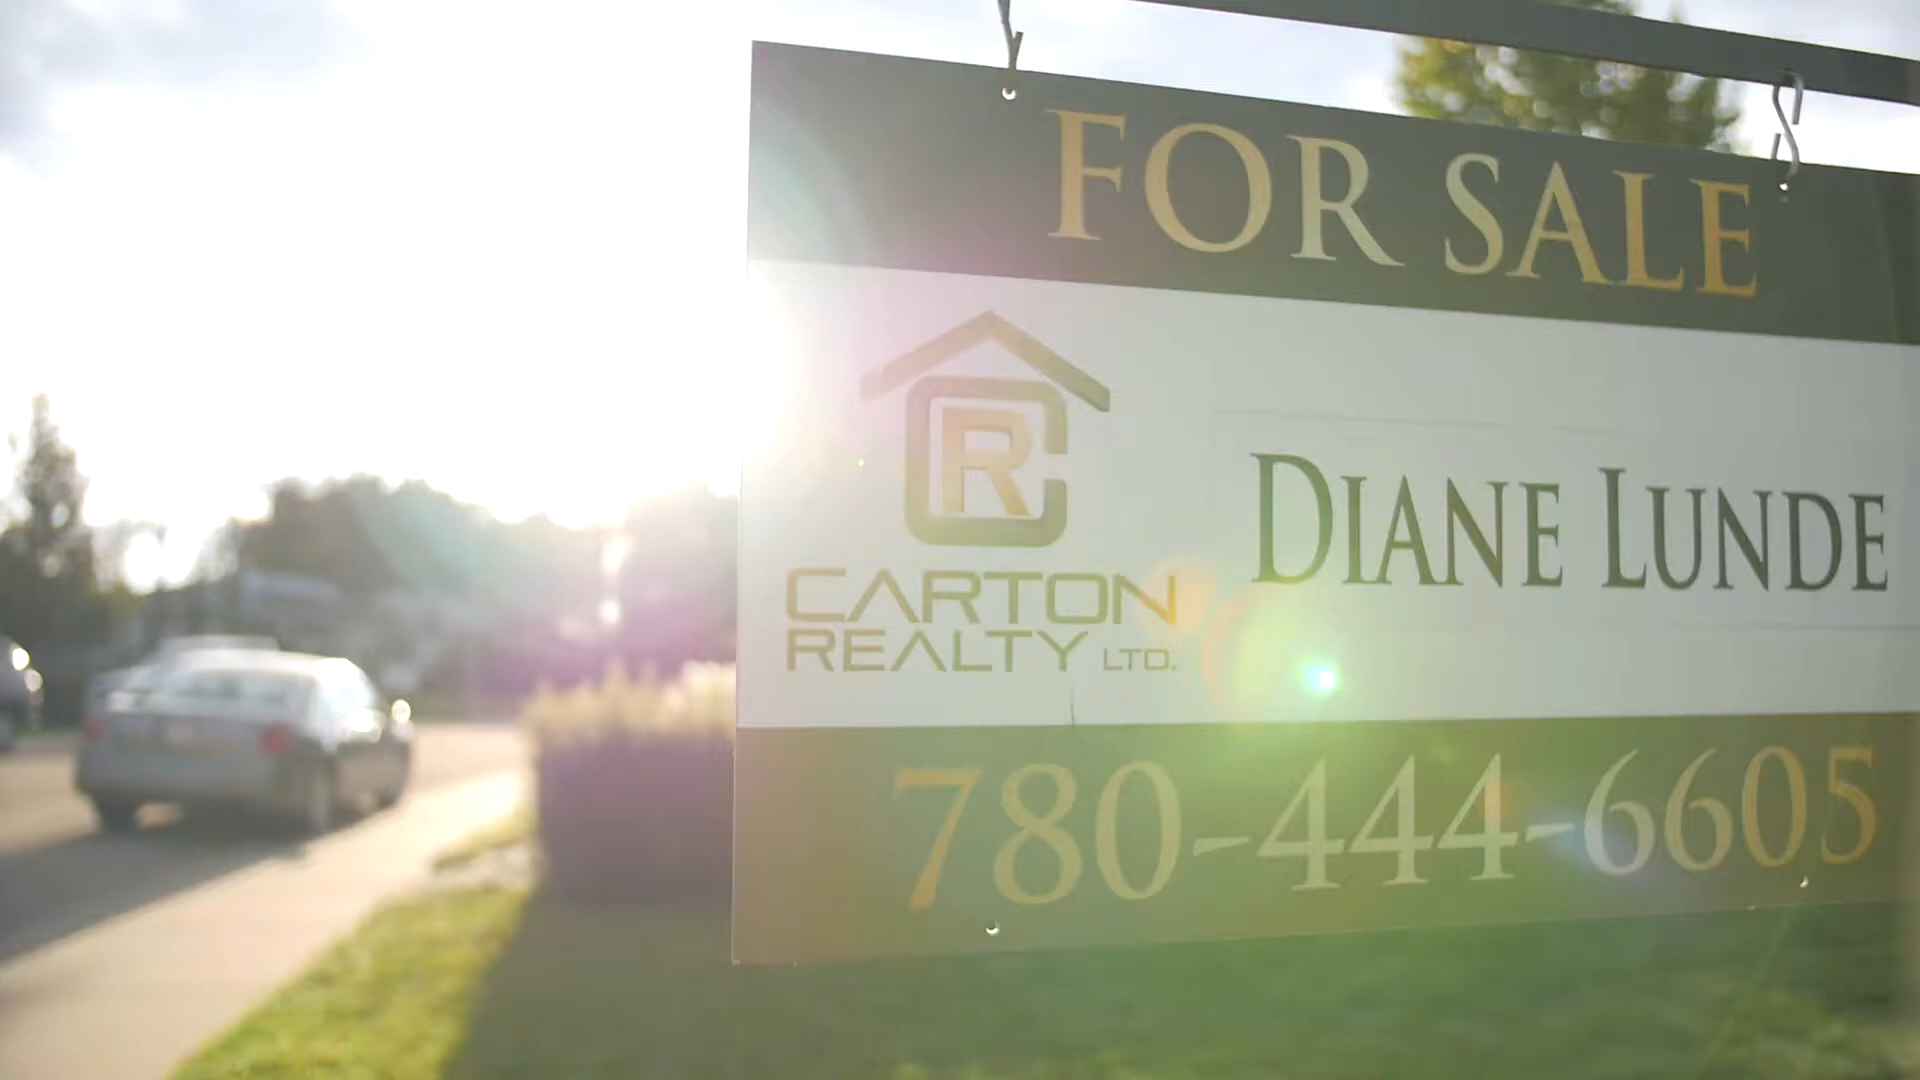 FOR SALE
CR
CARTON
REALTY LTD.
DIANE LUNDE
780-444-6605